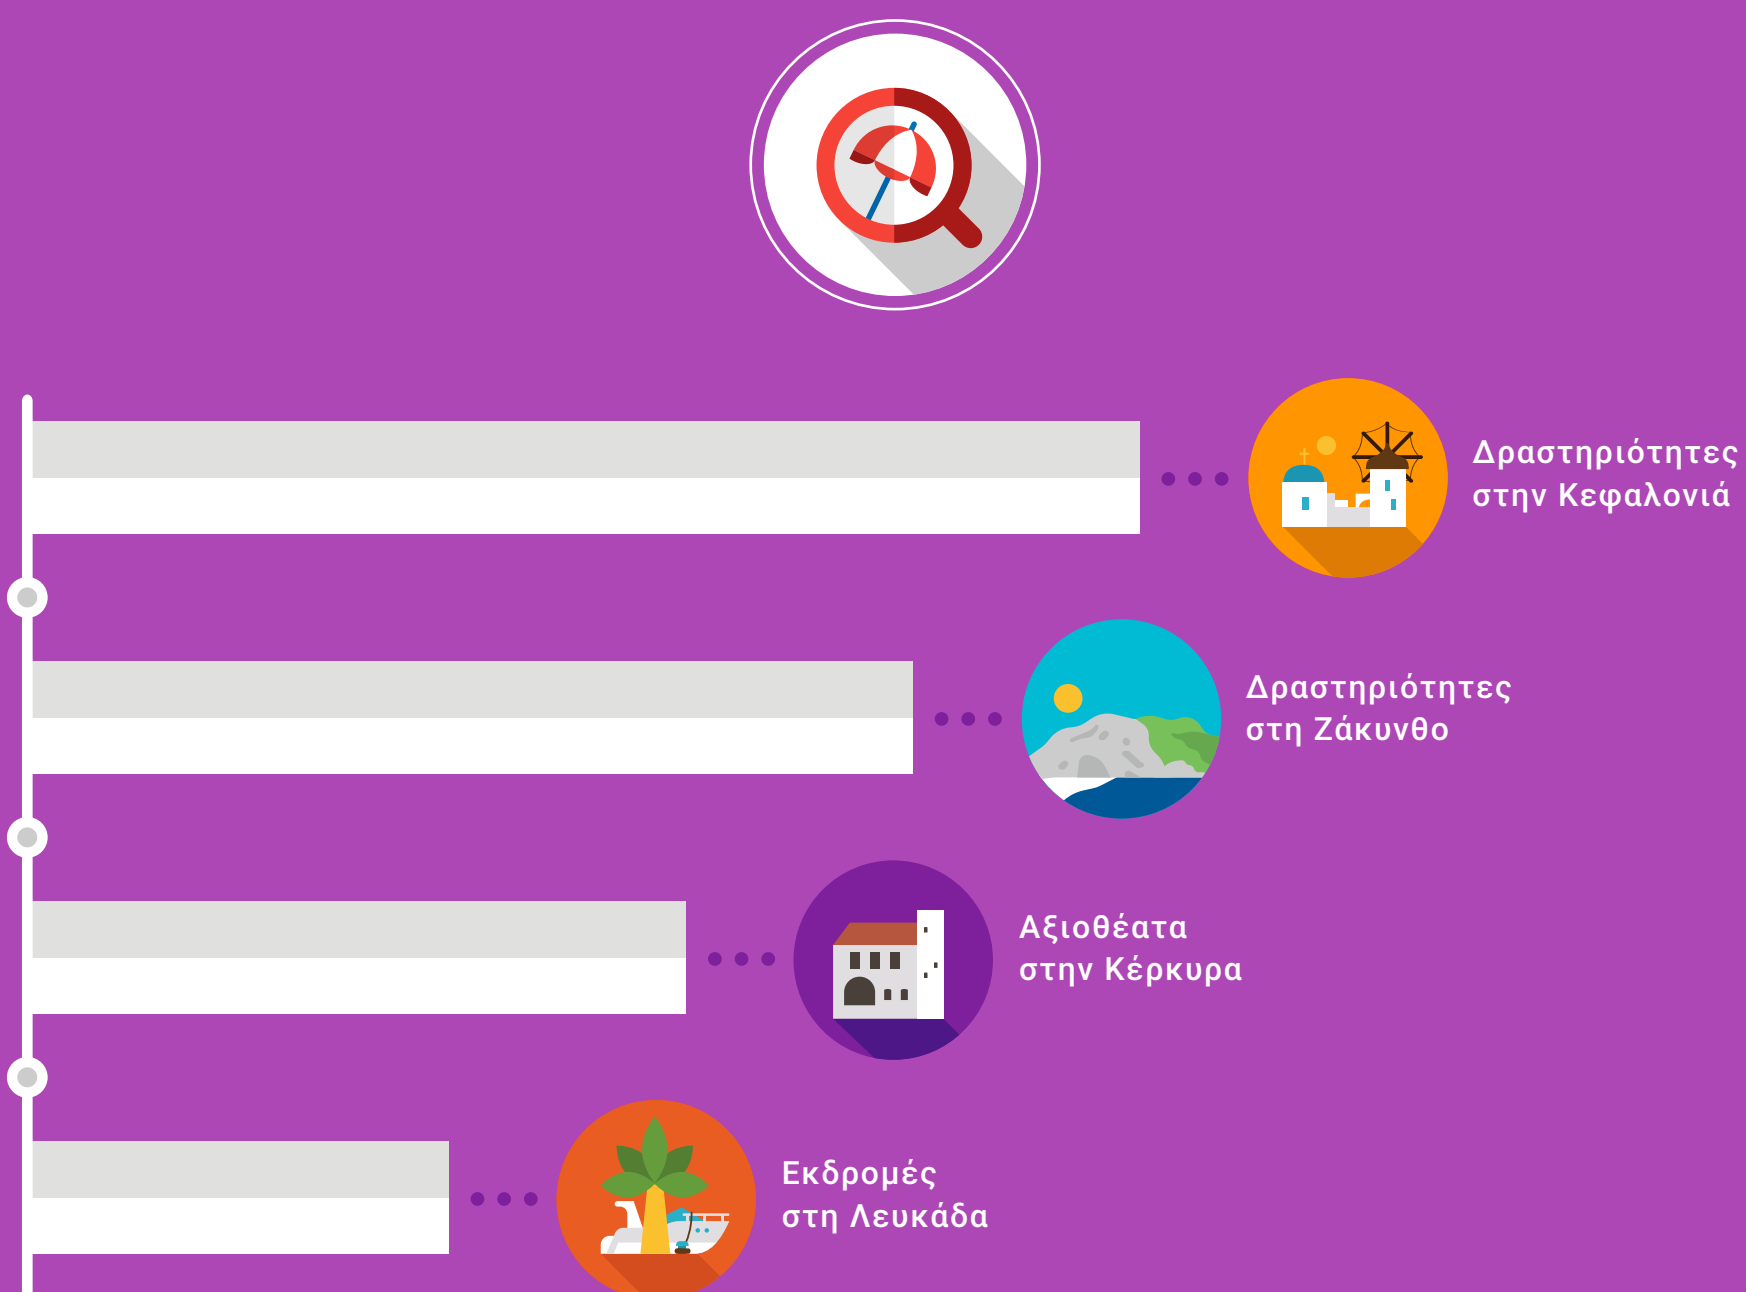 Δραστηριότητες
στην Κεφαλονιά
Δραστηριότητες
στη Ζάκυνθο
Αξιοθέατα
στην Κέρκυρα
Εκδρομές
στη Λευκάδα